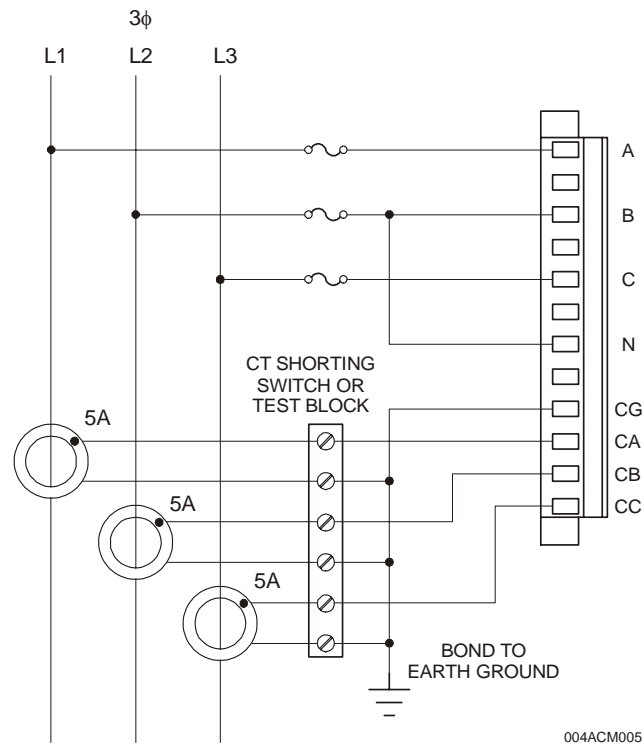 3ϕ
L1
L2
L3
A
B
C
N
CT SHORTING
SWITCH OR
TEST BLOCK
CG
5A
CA
CB
CC
5A
5A
BOND TO
EARTH GROUND
004ACM005